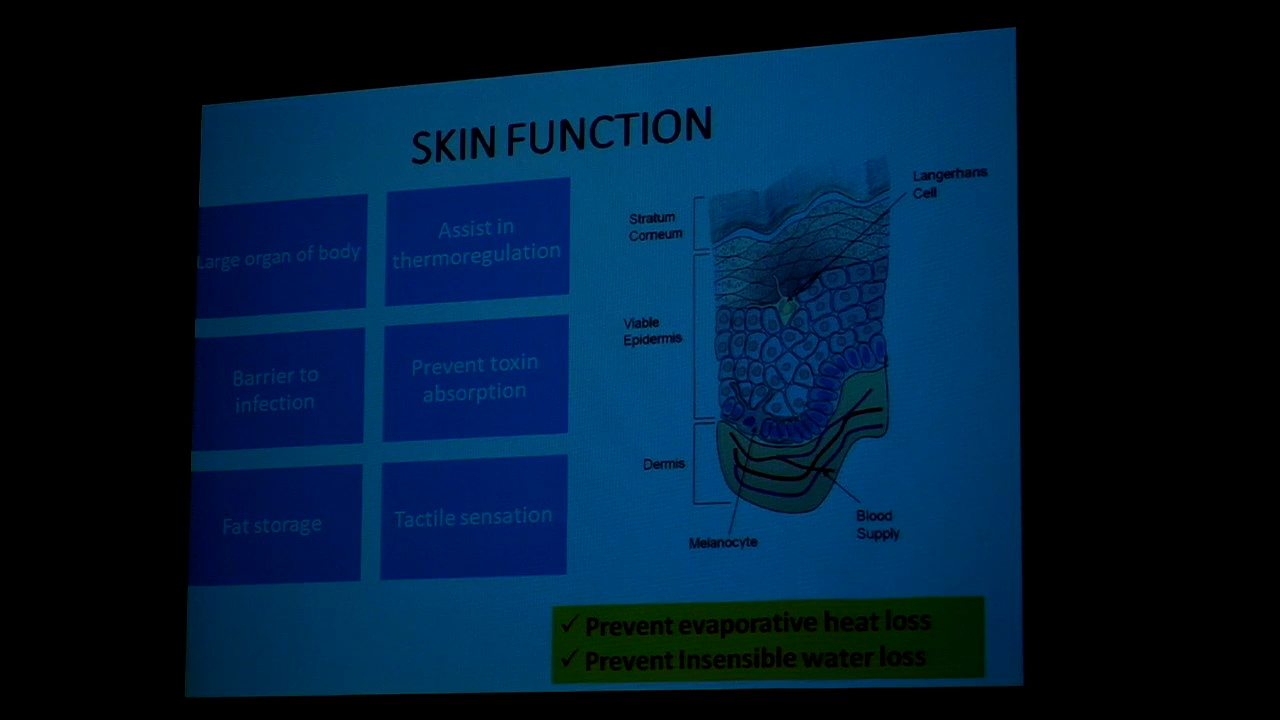 SKIN FUNCTION
Large organ of body
Assist in
thermoregulation
Barrier to
infection
Prevent toxin
absorption
Fat storage
Tactile sensation
Langerhans
Cell
Stratum
Corneum
Viable
Epidermis
Dermis
Melanocyte
Blood
Supply
✓ Prevent evaporative heat loss
✓ Prevent Insensible water loss